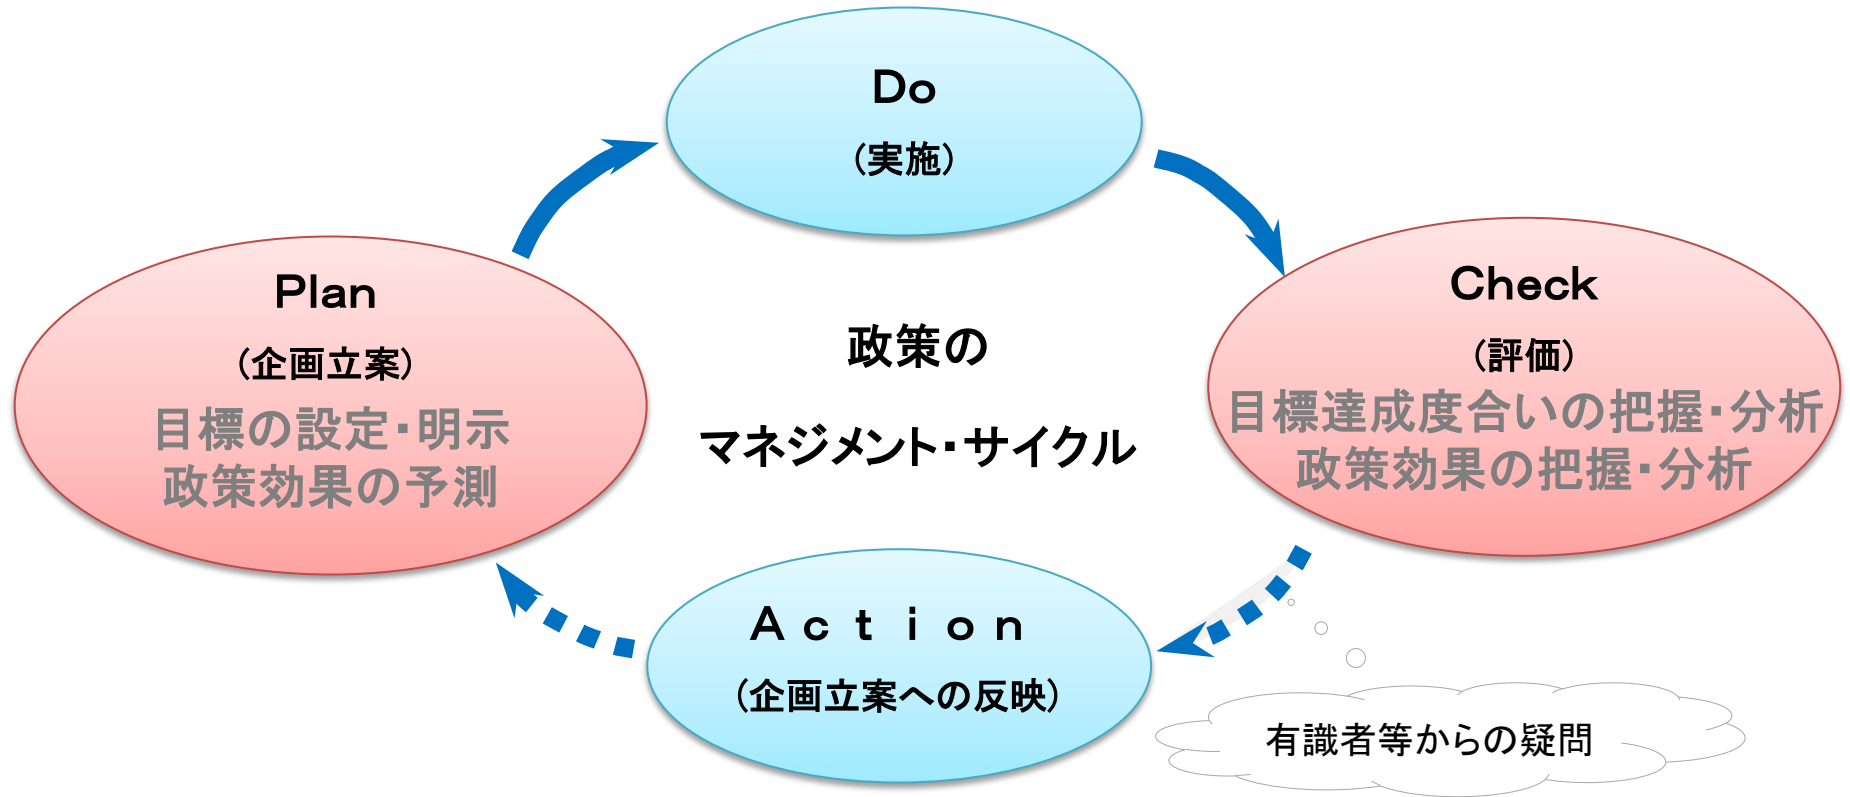 Do
(実施)
Plan
(企画立案)
目標の設定・明示
政策効果の予測
政策の
マネジメント・サイクル
Check
(評価)
目標達成度合いの把握・分析
政策効果の把握・分析
Action
(企画立案への反映)
有識者等からの疑問